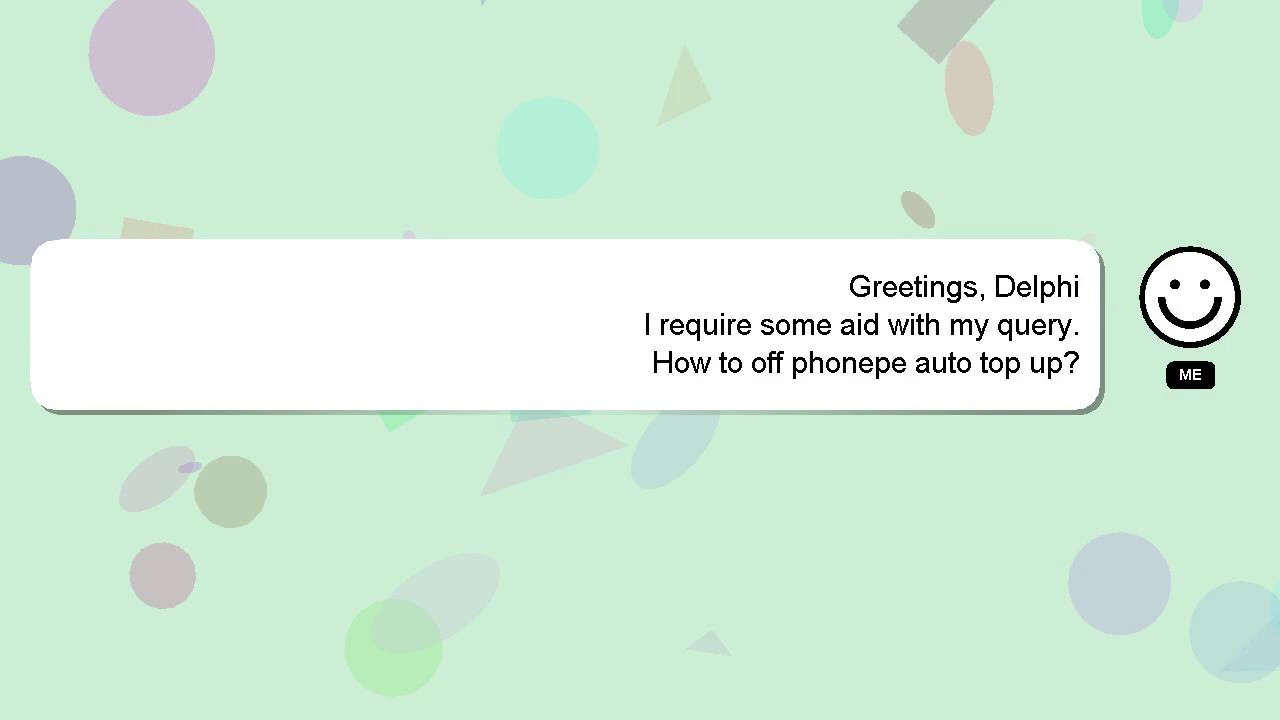 Greetings, Delphi
I require some aid with my query.
How to off phonepe auto top up?
ME